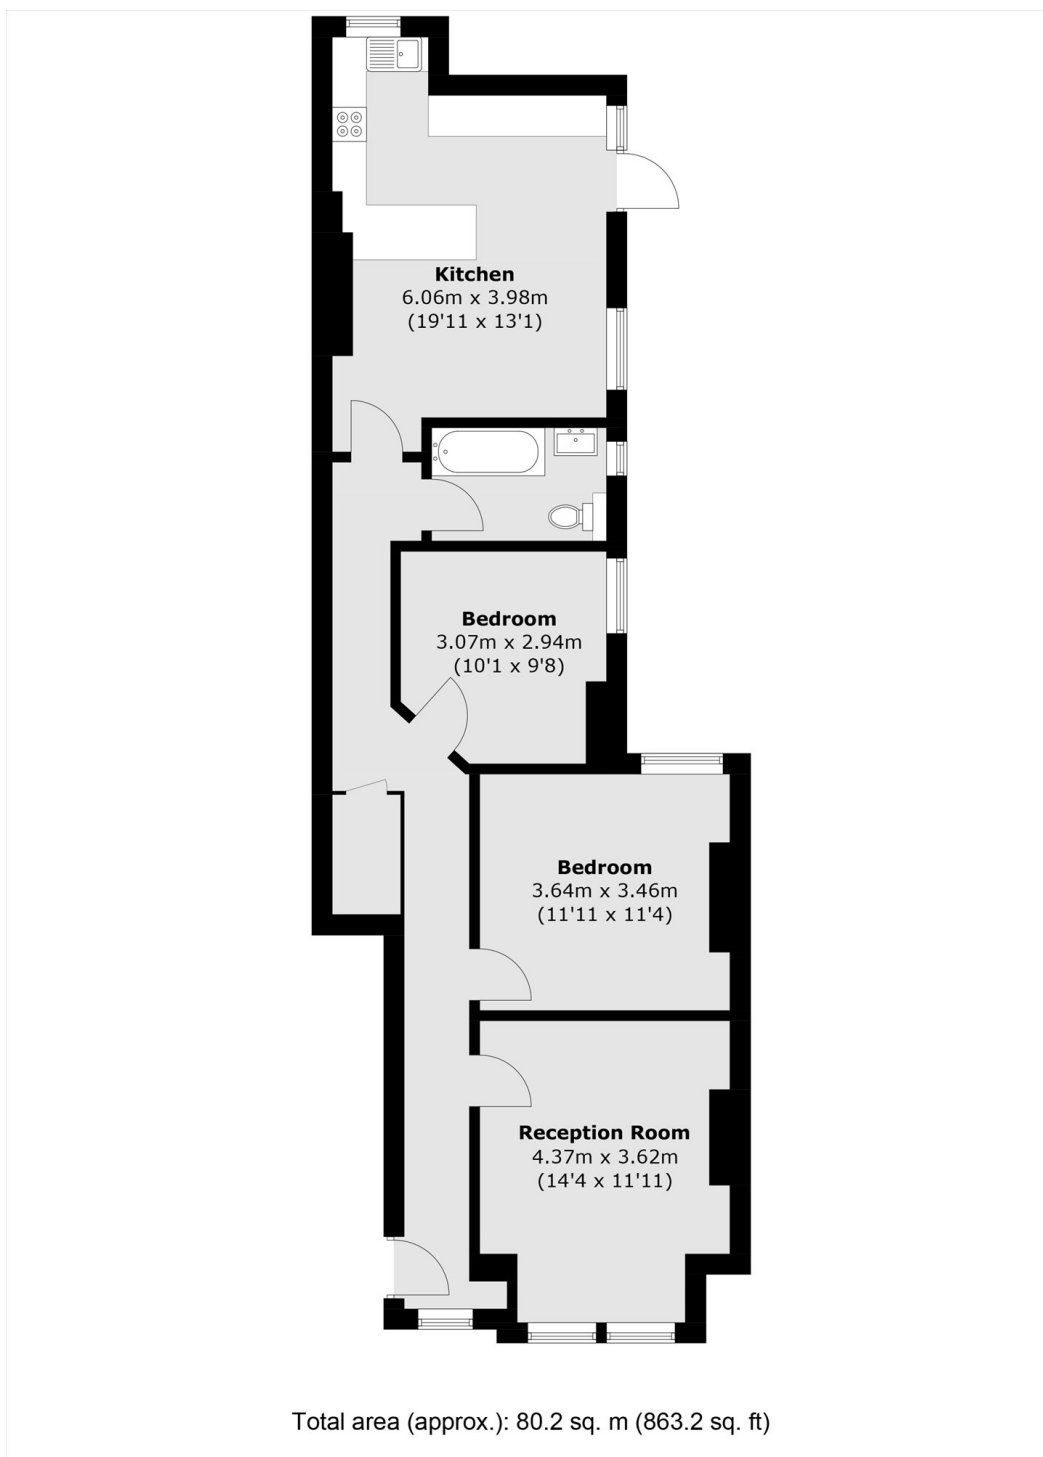 Kitchen
6.06m x 3.98m
(19'11 x 13'1)
Bedroom
3.07m x 2.94m
(10'1 x 9'8)
Bedroom
3.64m x 3.46m
(11'11 x 11'4)
Reception Room
4.37m x 3.62m
(14'4 x 11'11)
Total area (approx.): 80.2 sq. m (863.2 sq. ft)